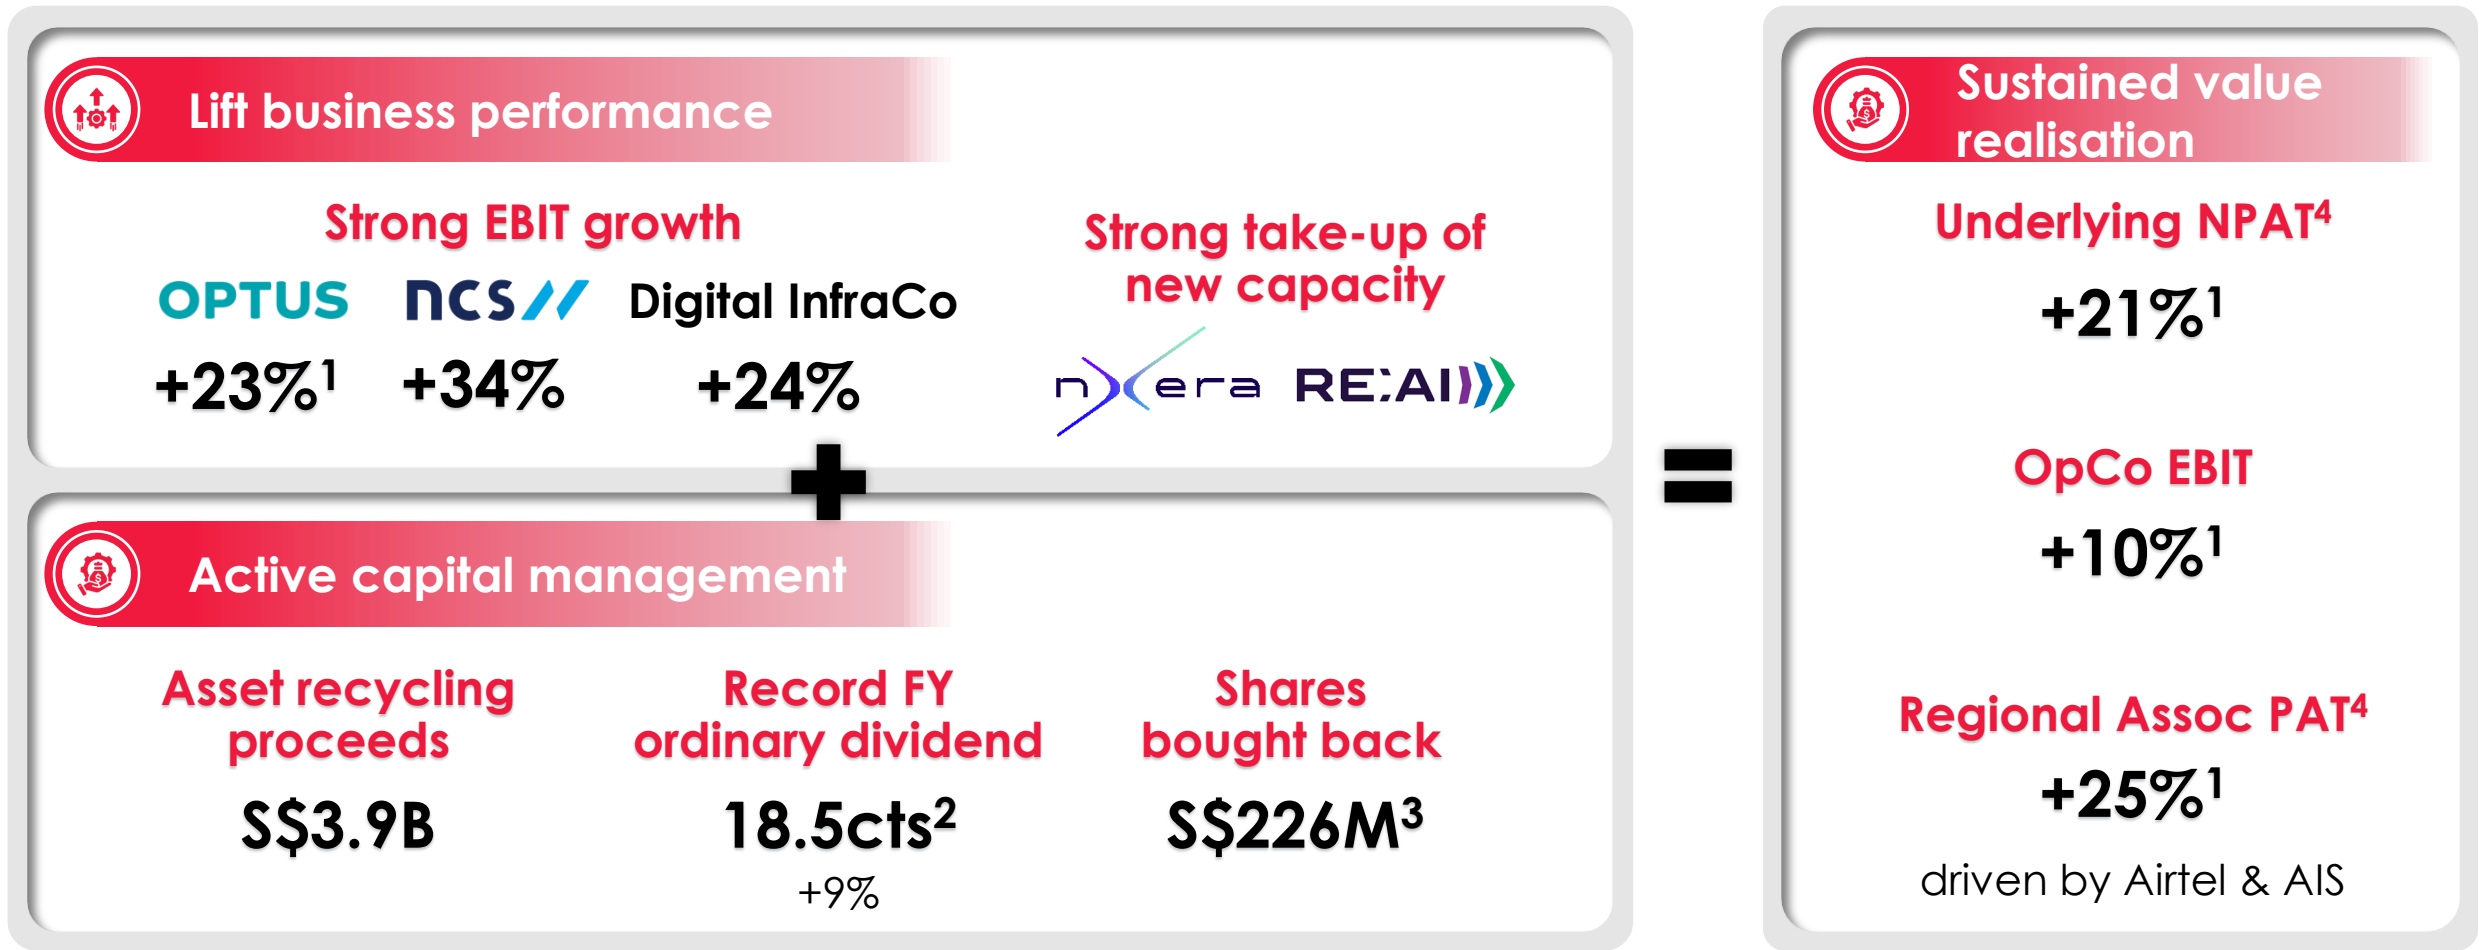 Lift business performance
Strong EBIT growth
OPTUS
ncs//
Digital InfraCo
+23%¹
+34%
+24%
Strong take-up of
new capacity
nxera
RE:AI
+
Active capital management
Asset recycling
proceeds
S$3.9B
Record FY
ordinary dividend
18.5cts²
+9%
Shares
bought back
S$226M³
=
Sustained value
realisation
Underlying NPAT⁴
+21%¹
OpCo EBIT
+10%¹
Regional Assoc PAT⁴
+25%¹
driven by Airtel & AIS